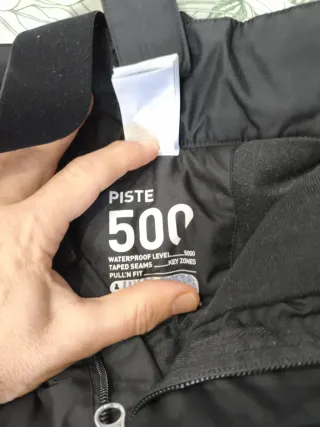 PISTE
500
WATERPROOF LEVEL.....5000
TAPED SEAMS.....KEY ZONES
PULL'N FIT